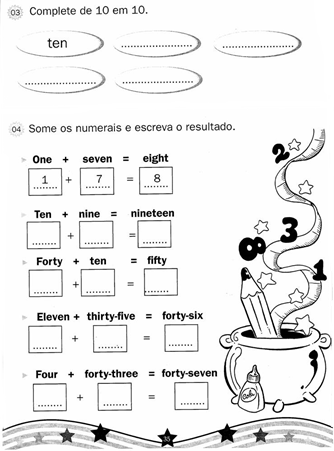 03 Complete de 10 em 10.
ten
04 Some os numerais e escreva o resultado.
One + seven = eight
1 + 7 = 8
Ten + nine = nineteen
+ =
Forty + ten = fifty
+ =
Eleven + thirty-five = forty-six
+ =
Four + forty-three = forty-seven
+ =
2
3
8
1
Cola